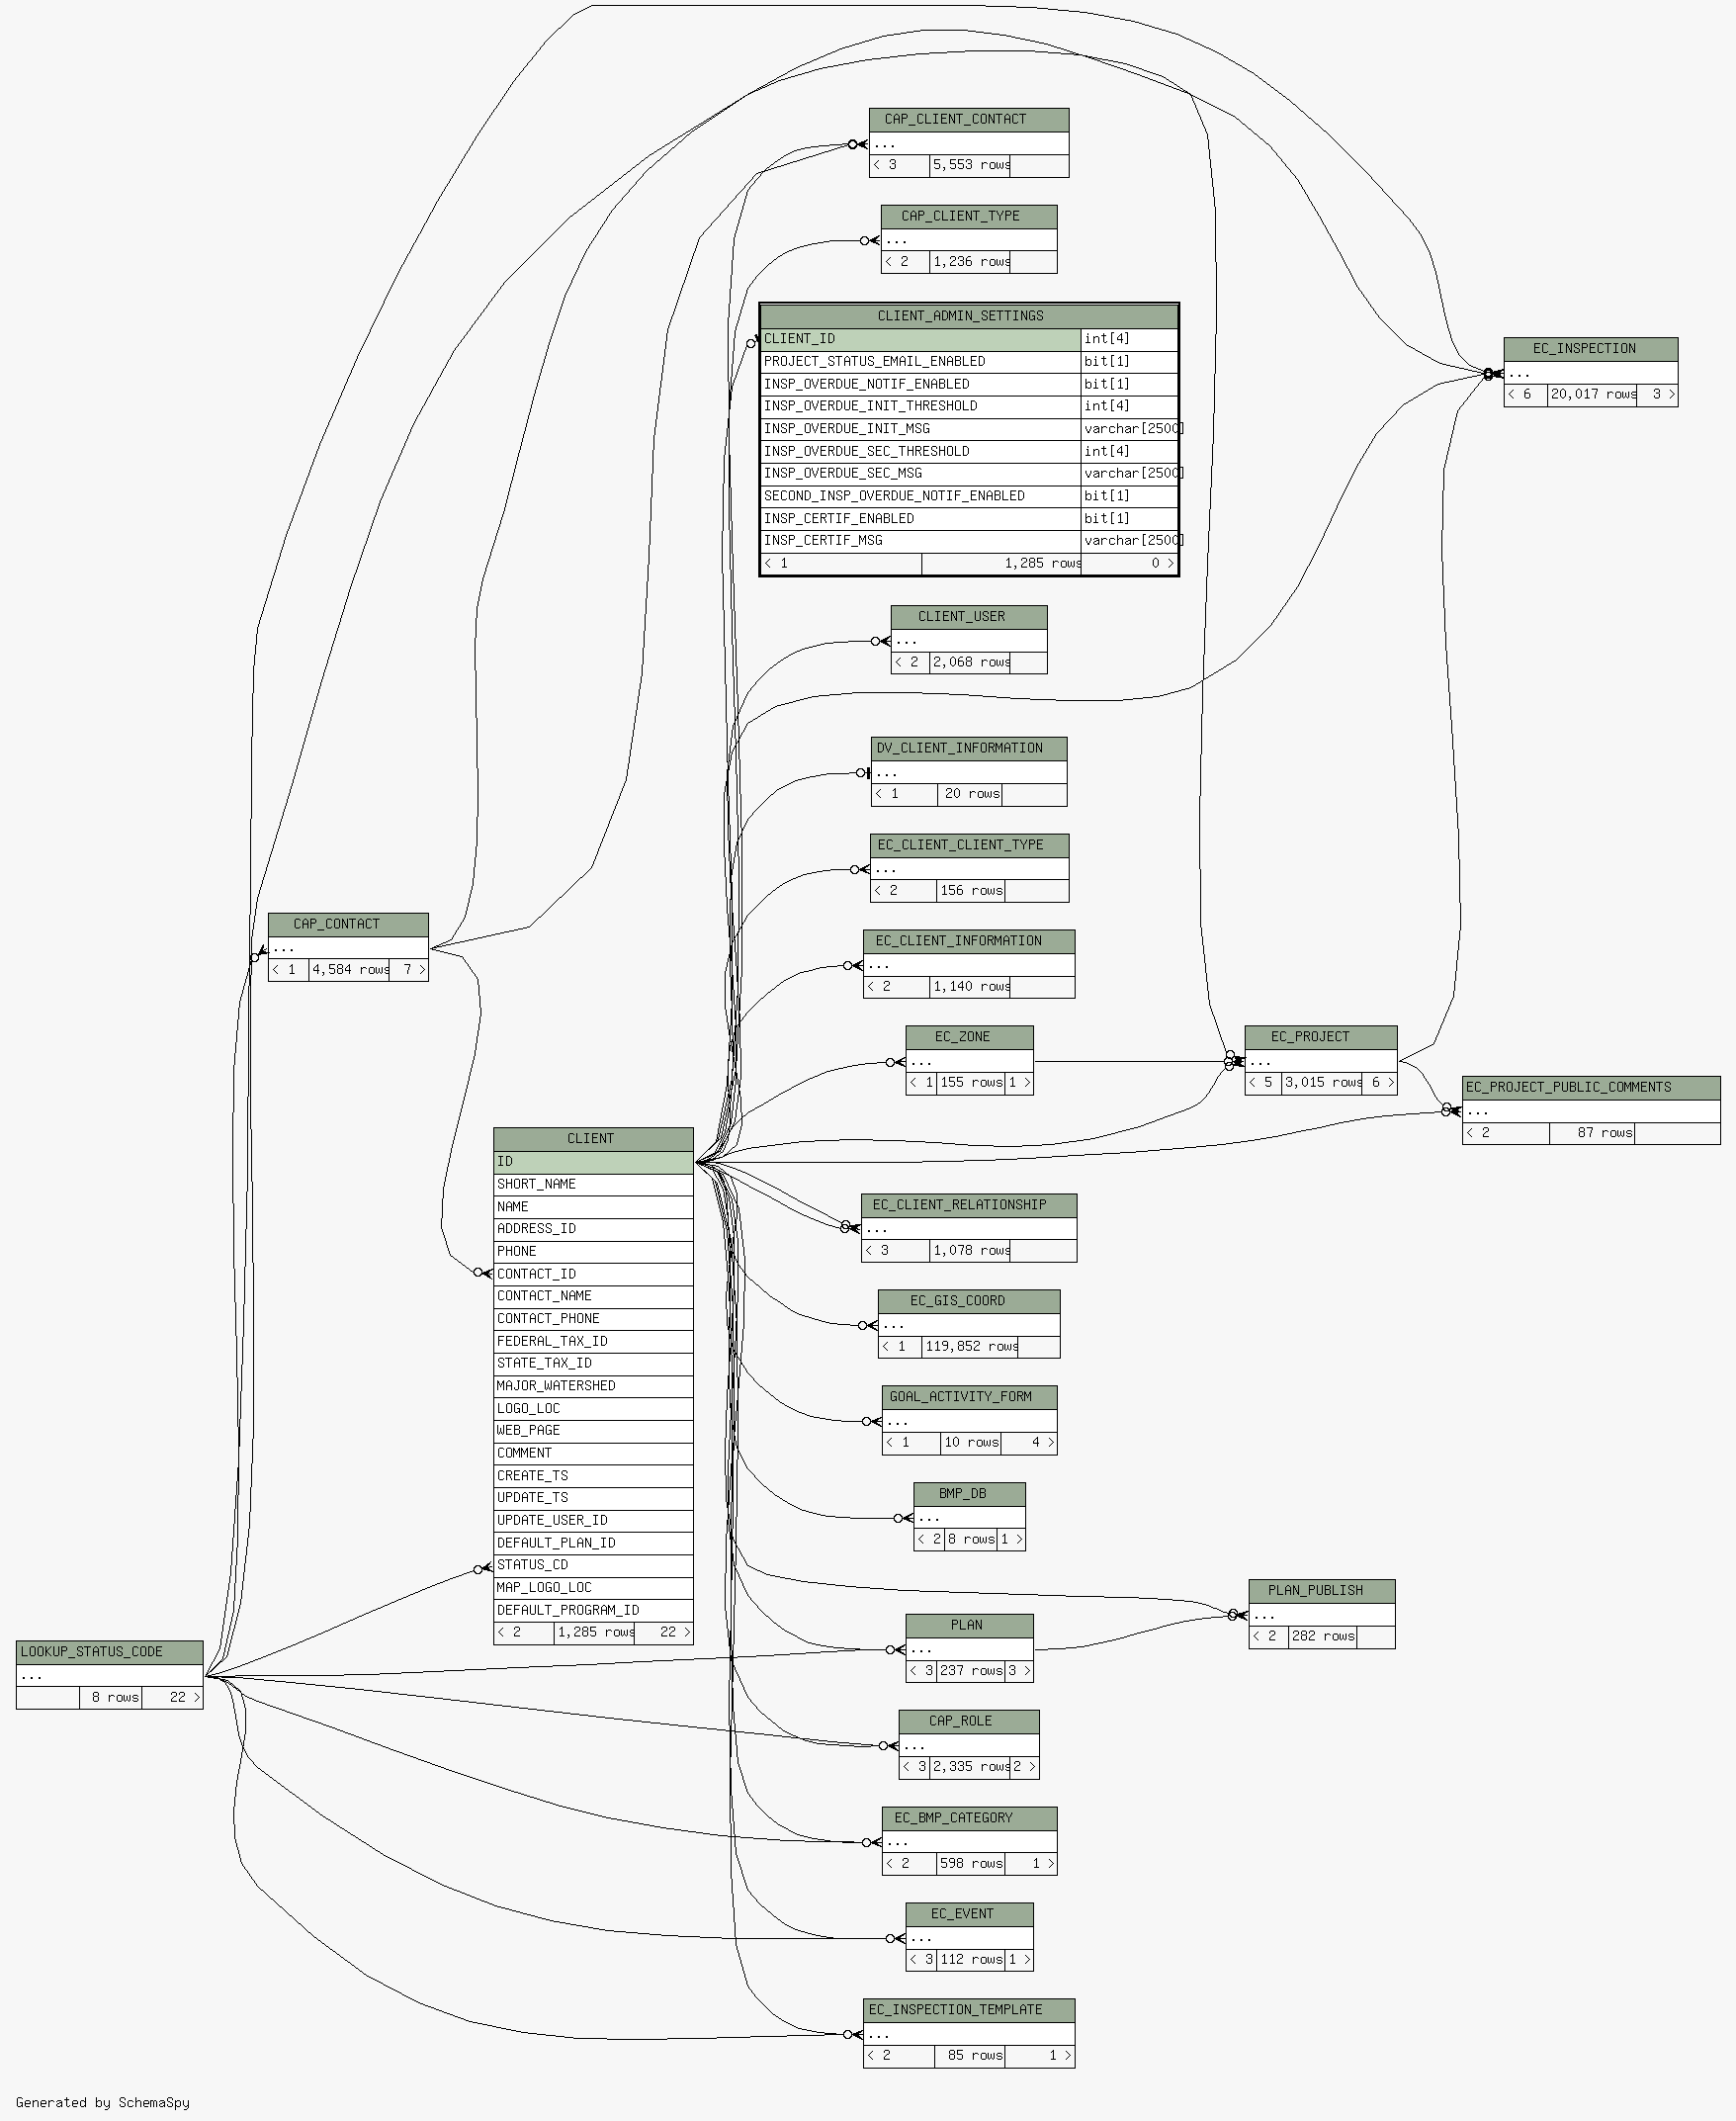 CAP_CLIENT_CONTACT
...
< 3 5,553 rows
CAP_CLIENT_TYPE
...
< 2 1,236 rows
CLIENT_ADMIN_SETTINGS
CLIENT_ID int[4]
PROJECT_STATUS_EMAIL_ENABLED bit[1]
INSP_OVERDUE_NOTIF_ENABLED bit[1]
INSP_OVERDUE_INIT_THRESHOLD int[4]
INSP_OVERDUE_INIT_MSG varchar[2500]
INSP_OVERDUE_SEC_THRESHOLD int[4]
INSP_OVERDUE_SEC_MSG varchar[2500]
SECOND_INSP_OVERDUE_NOTIF_ENABLED bit[1]
INSP_CERTIF_ENABLED bit[1]
INSP_CERTIF_MSG varchar[2500]
< 1 1,285 rows 0 >
EC_INSPECTION
...
< 6 20,017 rows 3 >
CLIENT_USER
...
< 2 2,068 rows
DV_CLIENT_INFORMATION
...
< 1 20 rows
EC_CLIENT_CLIENT_TYPE
...
< 2 156 rows
CAP_CONTACT
...
< 1 4,584 rows 7 >
EC_CLIENT_INFORMATION
...
< 2 1,140 rows
EC_ZONE
...
< 1 155 rows 1 >
EC_PROJECT
...
< 5 3,015 rows 6 >
EC_PROJECT_PUBLIC_COMMENTS
...
< 2 87 rows
CLIENT
ID
SHORT_NAME
NAME
ADDRESS_ID
PHONE
CONTACT_ID
CONTACT_NAME
CONTACT_PHONE
FEDERAL_TAX_ID
STATE_TAX_ID
MAJOR_WATERSHED
LOGO_LOC
WEB_PAGE
COMMENT
CREATE_TS
UPDATE_TS
UPDATE_USER_ID
DEFAULT_PLAN_ID
STATUS_CD
MAP_LOGO_LOC
DEFAULT_PROGRAM_ID
< 2 1,285 rows 22 >
EC_CLIENT_RELATIONSHIP
...
< 3 1,078 rows
EC_GIS_COORD
...
< 1 119,852 rows
GOAL_ACTIVITY_FORM
...
< 1 10 rows 4 >
BMP_DB
...
< 2 8 rows 1 >
PLAN_PUBLISH
...
< 2 282 rows
PLAN
...
< 3 237 rows 3 >
LOOKUP_STATUS_CODE
...
8 rows 22 >
CAP_ROLE
...
< 3 2,335 rows 2 >
EC_BMP_CATEGORY
...
< 2 598 rows 1 >
EC_EVENT
...
< 3 112 rows 1 >
EC_INSPECTION_TEMPLATE
...
< 2 85 rows 1 >
Generated by SchemaSpy